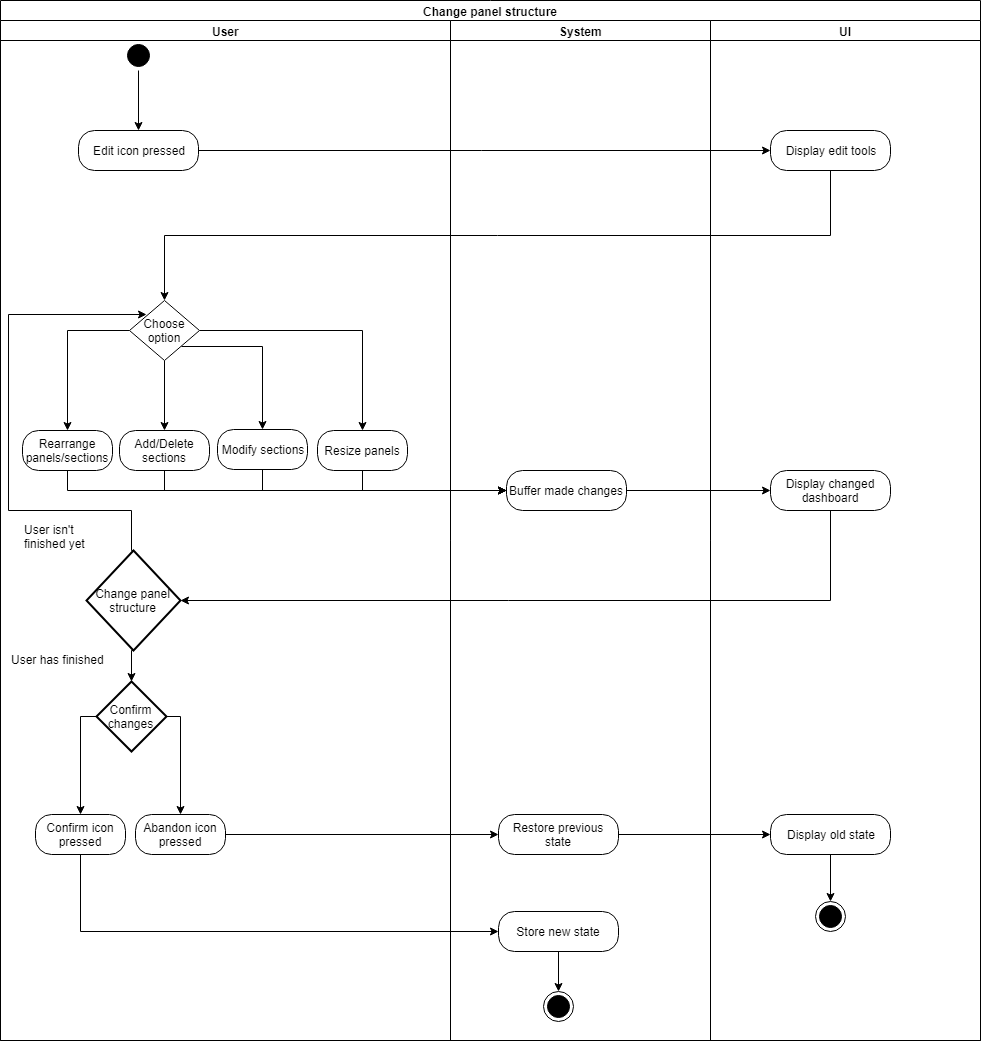 Change panel structure
User
System
UI
Edit icon pressed
Display edit tools
Choose
option
Rearrange
panels/sections
Add/Delete
sections
Modify sections
Resize panels
Buffer made changes
Display changed
dashboard
User isn't
finished yet
Change panel
structure
User has finished
Confirm
changes
Confirm icon
pressed
Abandon icon
pressed
Restore previous
state
Display old state
Store new state